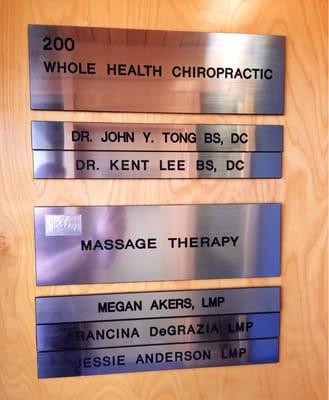 200
WHOLE HEALTH CHIROPRACTIC
DR. JOHN Y. TONG BS, DC
DR. KENT LEE BS, DC
MASSAGE THERAPY
MEGAN AKERS, LMP
FRANCINA DeGRAZIA LMP
JESSIE ANDERSON LMP